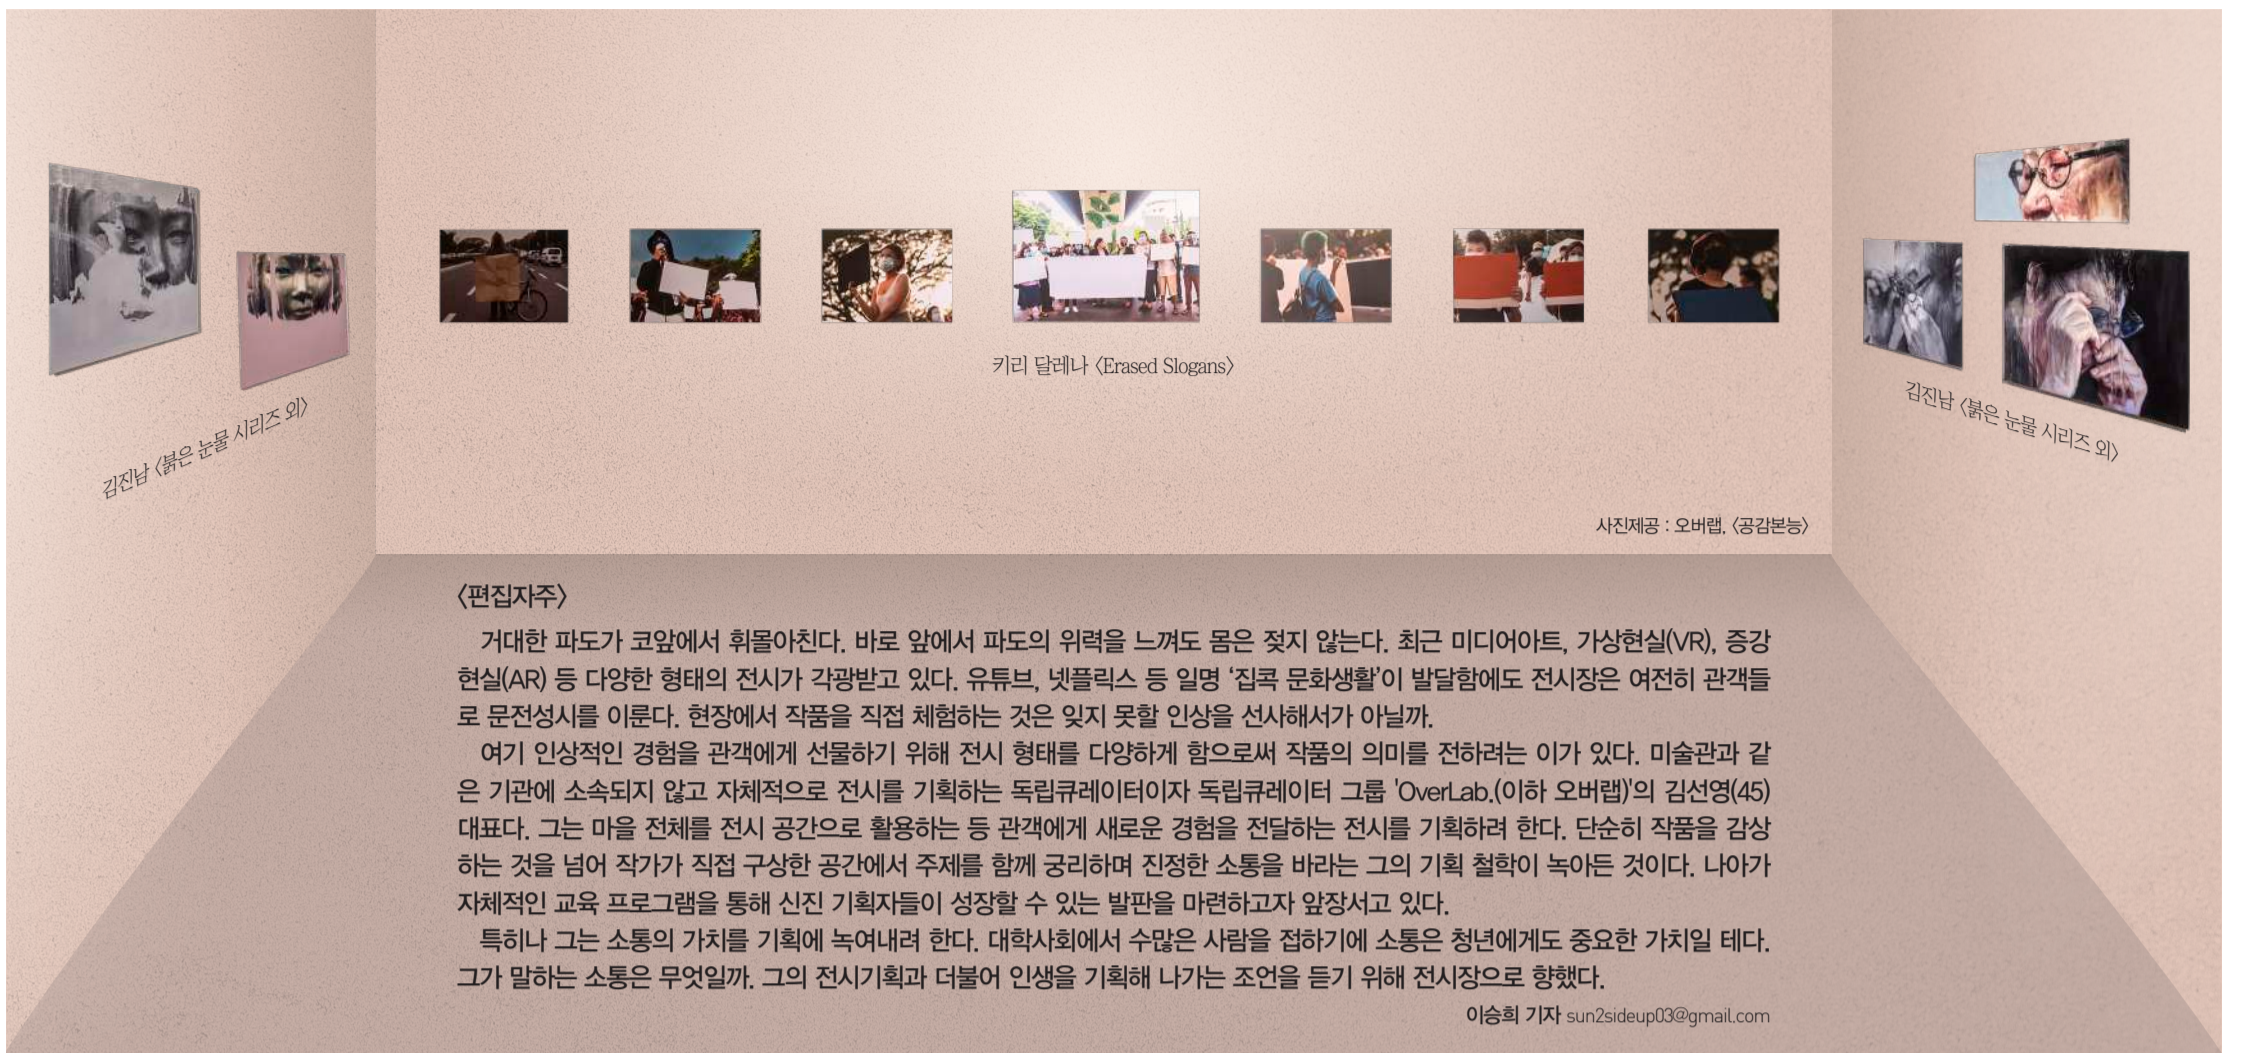 김진남 〈붉은 눈물 시리즈 외〉
키리 달레나 〈Erased Slogans〉
김진남 〈붉은 눈물 시리즈 외〉
사진제공 : 오버랩, 〈공감본능〉
〈편집자주〉
거대한 파도가 코앞에서 휘몰아친다. 바로 앞에서 파도의 위력을 느껴도 몸은 젖지 않는다. 최근 미디어아트, 가상현실(VR), 증강
현실(AR) 등 다양한 형태의 전시가 각광받고 있다. 유튜브, 넷플릭스 등 일명 ‘집콕 문화생활’이 발달함에도 전시장은 여전히 관객들
로 문전성시를 이룬다. 현장에서 작품을 직접 체험하는 것은 잊지 못할 인상을 선사해서가 아닐까.
여기 인상적인 경험을 관객에게 선물하기 위해 전시 형태를 다양하게 함으로써 작품의 의미를 전하려는 이가 있다. 미술관과 같
은 기관에 소속되지 않고 자체적으로 전시를 기획하는 독립큐레이터이자 독립큐레이터 그룹 'OverLab.(이하 오버랩)'의 김선영(45)
대표다. 그는 마을 전체를 전시 공간으로 활용하는 등 관객에게 새로운 경험을 전달하는 전시를 기획하려 한다. 단순히 작품을 감상
하는 것을 넘어 작가가 직접 구상한 공간에서 주제를 함께 궁리하며 진정한 소통을 바라는 그의 기획 철학이 녹아든 것이다. 나아가
자체적인 교육 프로그램을 통해 신진 기획자들이 성장할 수 있는 발판을 마련하고자 앞장서고 있다.
특히나 그는 소통의 가치를 기획에 녹여내려 한다. 대학사회에서 수많은 사람을 접하기에 소통은 청년에게도 중요한 가치일 테다.
그가 말하는 소통은 무엇일까. 그의 전시기획과 더불어 인생을 기획해 나가는 조언을 듣기 위해 전시장으로 향했다.
이승희 기자 sun2sideup03@gmail.com